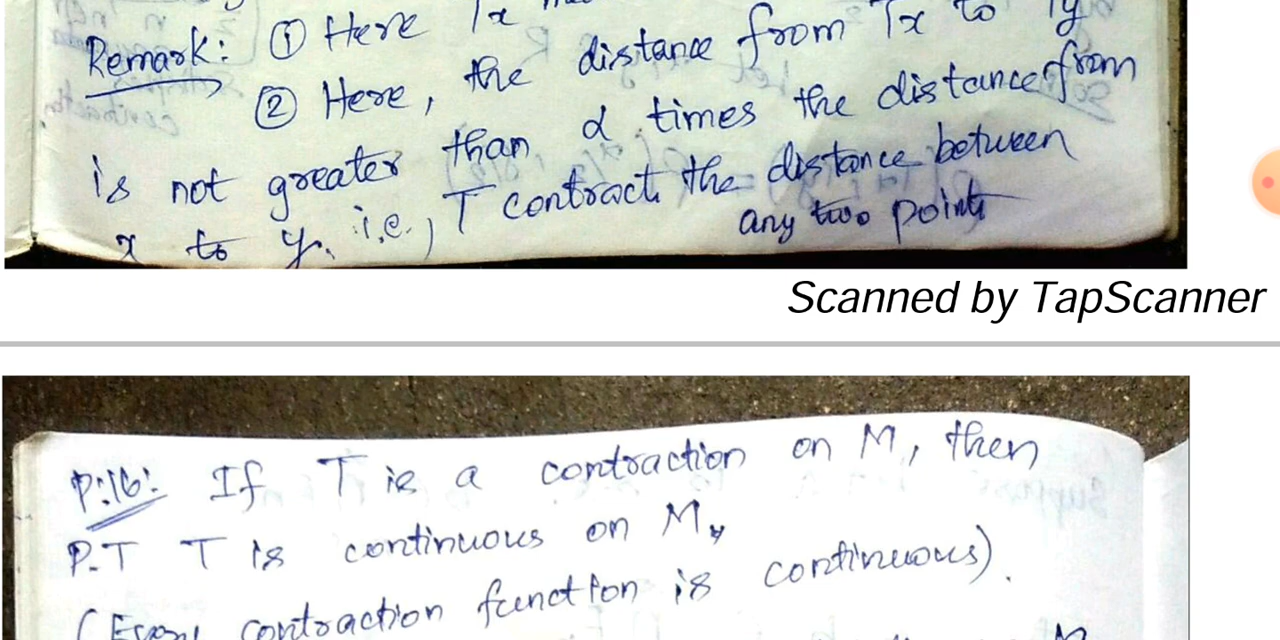 Remark: ① Here Tx
② Here, the distance from Tx to Ty
is not greater than α times the distance from
x to y. i.e., T contract the distance between
any two points
Scanned by TapScanner
P:16: If T is a contraction on M, then
P.T T is continuous on M.
(Every contraction function is continuous).